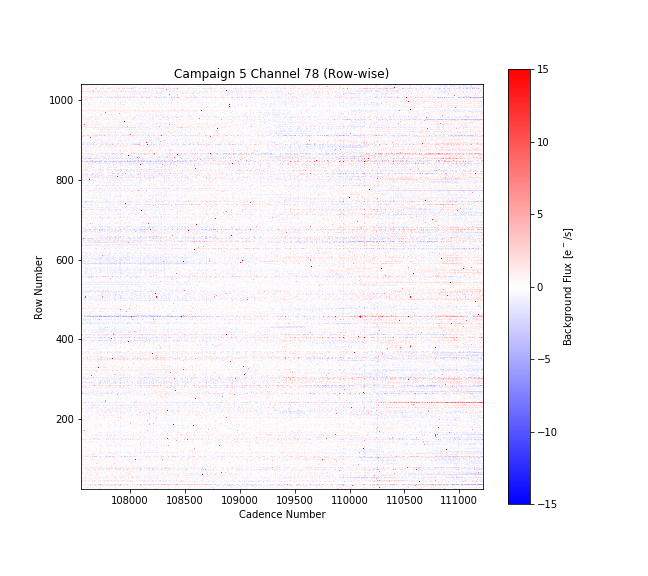 Campaign 5 Channel 78 (Row-wise)
1000
800
600
400
200
Row Number
108000 108500 109000 109500 110000 110500 111000
Cadence Number
15
10
5
0
−5
−10
−15
Background Flux [e⁻/s]